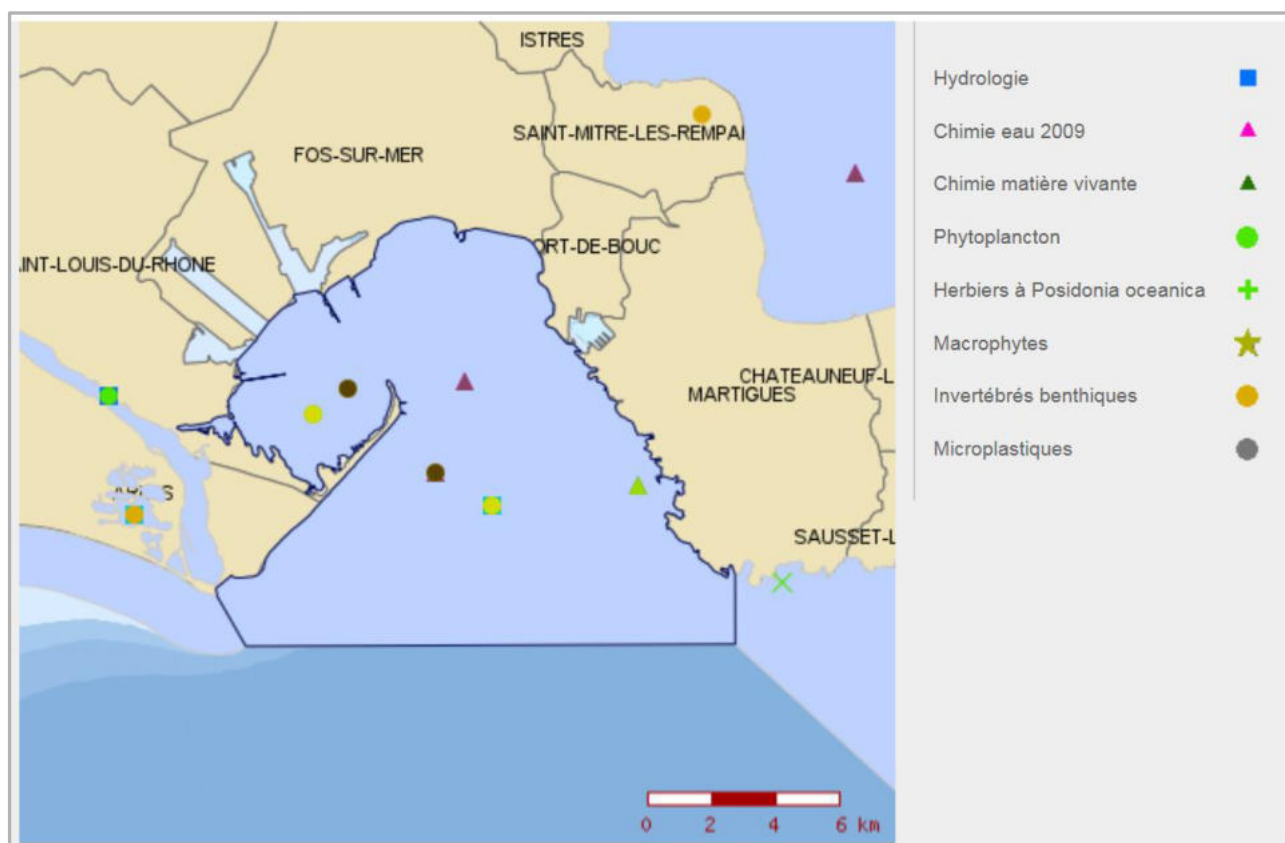 ISTRES
SAINT-MITRE-LES-REMPAI
FOS-SUR-MER
ORT-DE-BOUC
INT-LOUIS-DU-RHONE
CHATEAUNEUF-L
MARTIGUES
SAUSSET-L
0 2 4 6 km
Hydrologie
Chimie eau 2009
Chimie matière vivante
Phytoplancton
Herbiers à Posidonia oceanica
Macrophytes
Invertébrés benthiques
Microplastiques